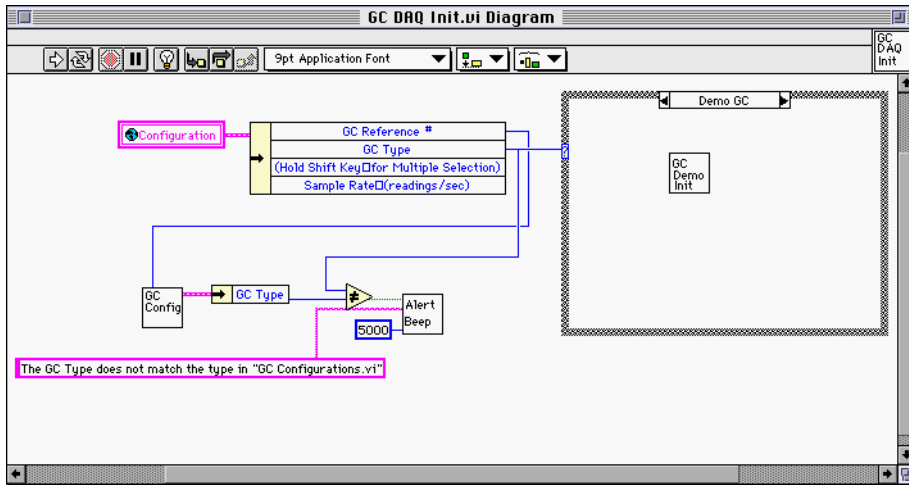 GC DAQ Init.vi Diagram
GC
DAQ
Init
9pt Application Font
Configuration
GC Reference #
GC Type
(Hold Shift Key□for Multiple Selection)
Sample Rate□(readings/sec)
Demo GC
?
GC
Demo
Init
GC
Config
GC Type
≠
Alert
Beep
5000
The GC Type does not match the type in "GC Configurations.vi"